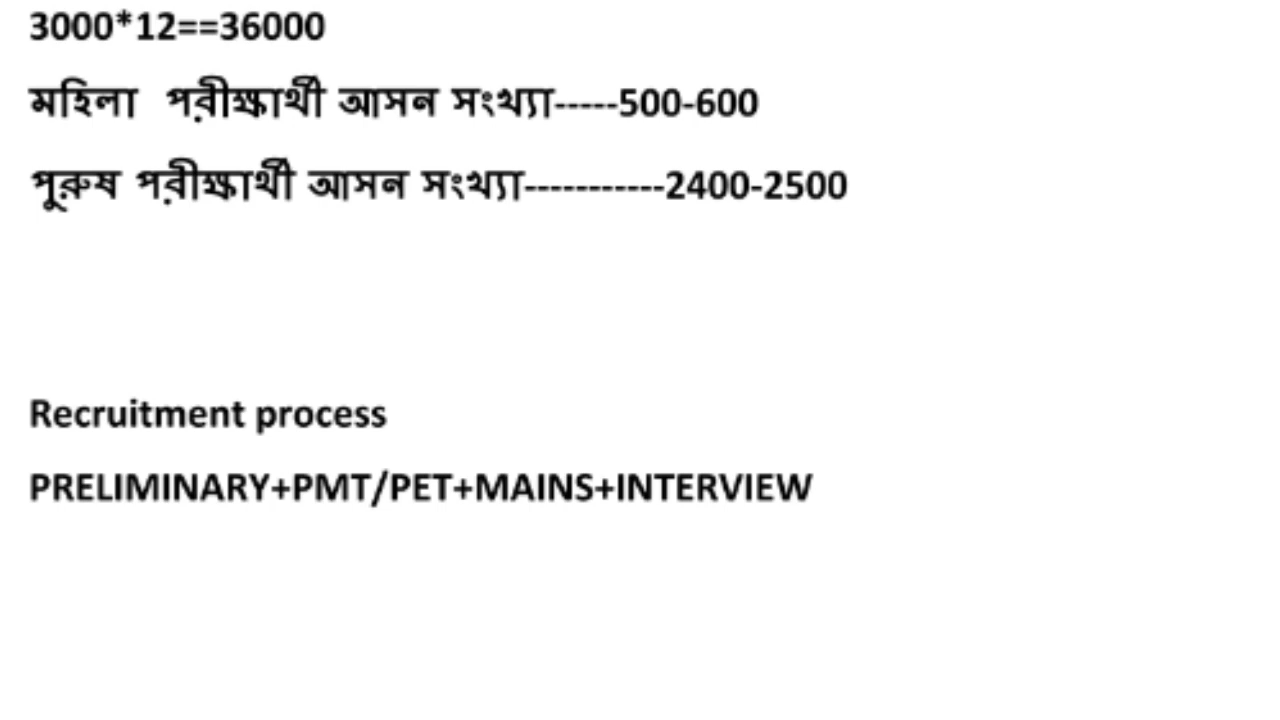 3000*12==36000
মহিলা পরীক্ষার্থী আসন সংখ্যা-----500-600
পুরুষ পরীক্ষার্থী আসন সংখ্যা-----------2400-2500
Recruitment process
PRELIMINARY+PMT/PET+MAINS+INTERVIEW